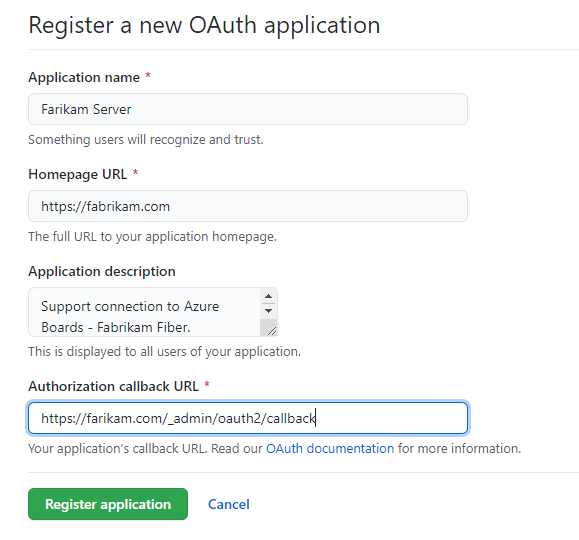 Register a new OAuth application
Application name *
Farikam Server
Something users will recognize and trust.
Homepage URL *
https://fabrikam.com
The full URL to your application homepage.
Application description
Support connection to Azure
Boards - Fabrikam Fiber.
This is displayed to all users of your application.
Authorization callback URL *
https://farikam.com/_admin/oauth2/callback
Your application's callback URL. Read our OAuth documentation for more information.
Register application Cancel